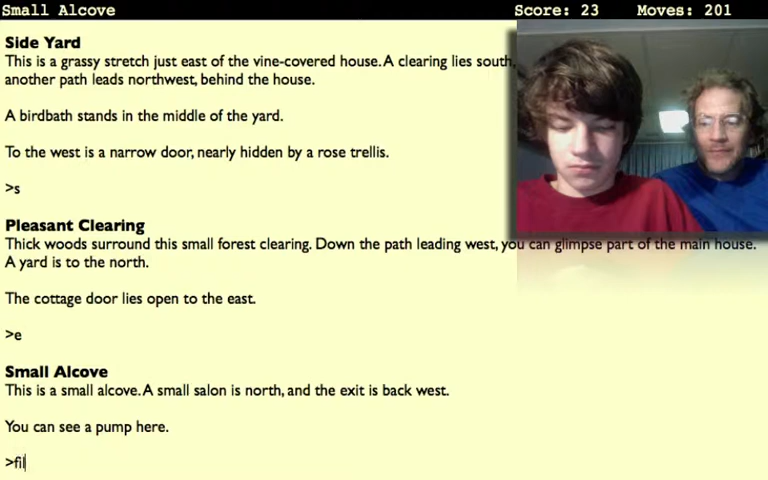 Small Alcove Score: 23 Moves: 201
Side Yard
This is a grassy stretch just east of the vine-covered house. A clearing lies south,
another path leads northwest, behind the house.
A birdbath stands in the middle of the yard.
To the west is a narrow door, nearly hidden by a rose trellis.
>s
Pleasant Clearing
Thick woods surround this small forest clearing. Down the path leading west, you can glimpse part of the main house.
A yard is to the north.
The cottage door lies open to the east.
>e
Small Alcove
This is a small alcove. A small salon is north, and the exit is back west.
You can see a pump here.
>fil